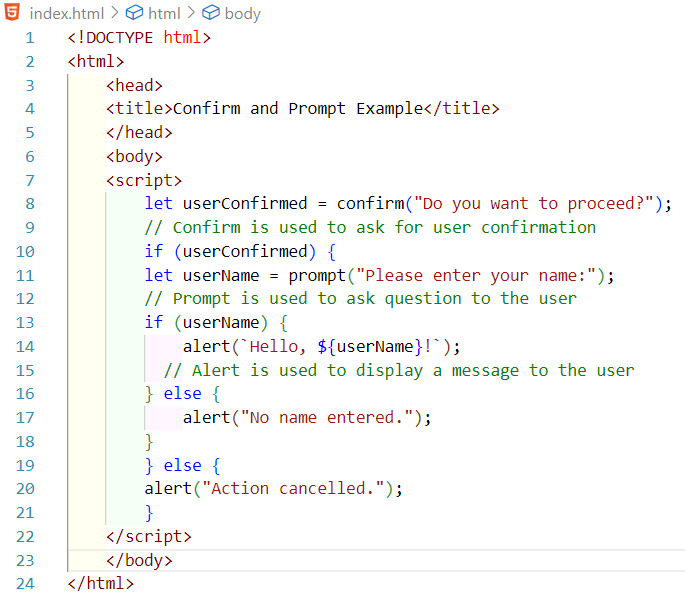 index.html > html > body
1 <!DOCTYPE html>
2 <html>
3     <head>
4     <title>Confirm and Prompt Example</title>
5     </head>
6     <body>
7     <script>
8         let userConfirmed = confirm("Do you want to proceed?");
9         // Confirm is used to ask for user confirmation
10         if (userConfirmed) {
11         let userName = prompt("Please enter your name:");
12         // Prompt is used to ask question to the user
13         if (userName) {
14             alert(`Hello, ${userName}!`);
15           // Alert is used to display a message to the user
16         } else {
17             alert("No name entered.");
18         }
19         } else {
20         alert("Action cancelled.");
21         }
22     </script>
23     </body>
24 </html>